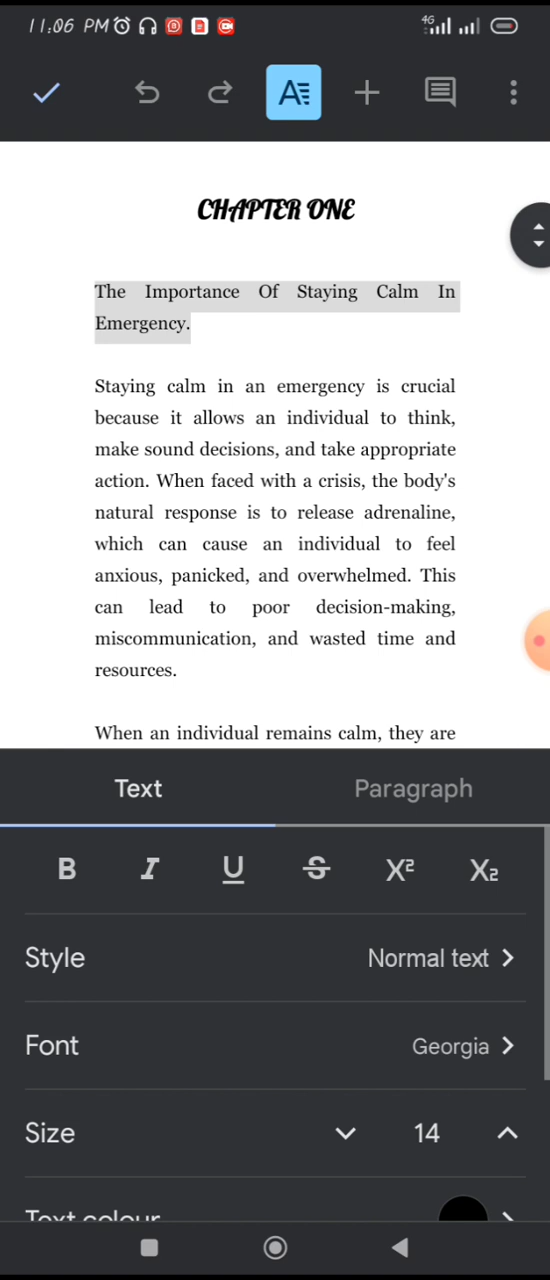 11:06 PM
4G
CHAPTER ONE
The Importance Of Staying Calm In
Emergency.
Staying calm in an emergency is crucial
because it allows an individual to think,
make sound decisions, and take appropriate
action. When faced with a crisis, the body's
natural response is to release adrenaline,
which can cause an individual to feel
anxious, panicked, and overwhelmed. This
can lead to poor decision-making,
miscommunication, and wasted time and
resources.
When an individual remains calm, they are
Text Paragraph
B I U S X² X₂
Style Normal text
Font Georgia
Size 14
Text colour